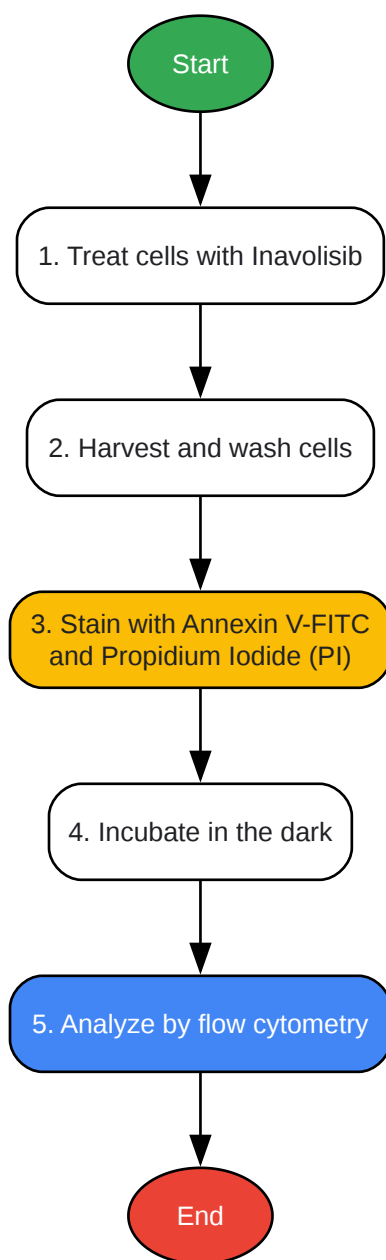 Start
1. Treat cells with Inavolisib
2. Harvest and wash cells
3. Stain with Annexin V-FITC
and Propidium Iodide (PI)
4. Incubate in the dark
5. Analyze by flow cytometry
End